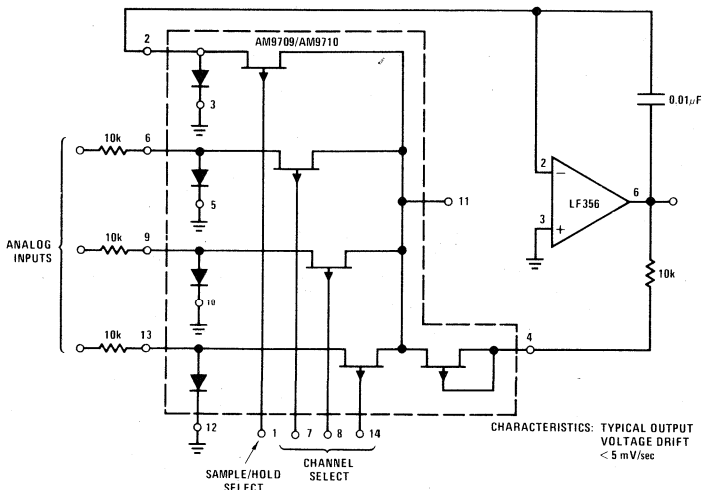 AM9709/AM9710
2
3
10k
6
5
10k
9
10
10k
13
12
ANALOG
INPUTS
11
4
1
7
8
14
SAMPLE/HOLD
SELECT
CHANNEL
SELECT
0.01μF
2
3
6
LF356
10k
CHARACTERISTICS: TYPICAL OUTPUT
VOLTAGE DRIFT
< 5 mV/sec